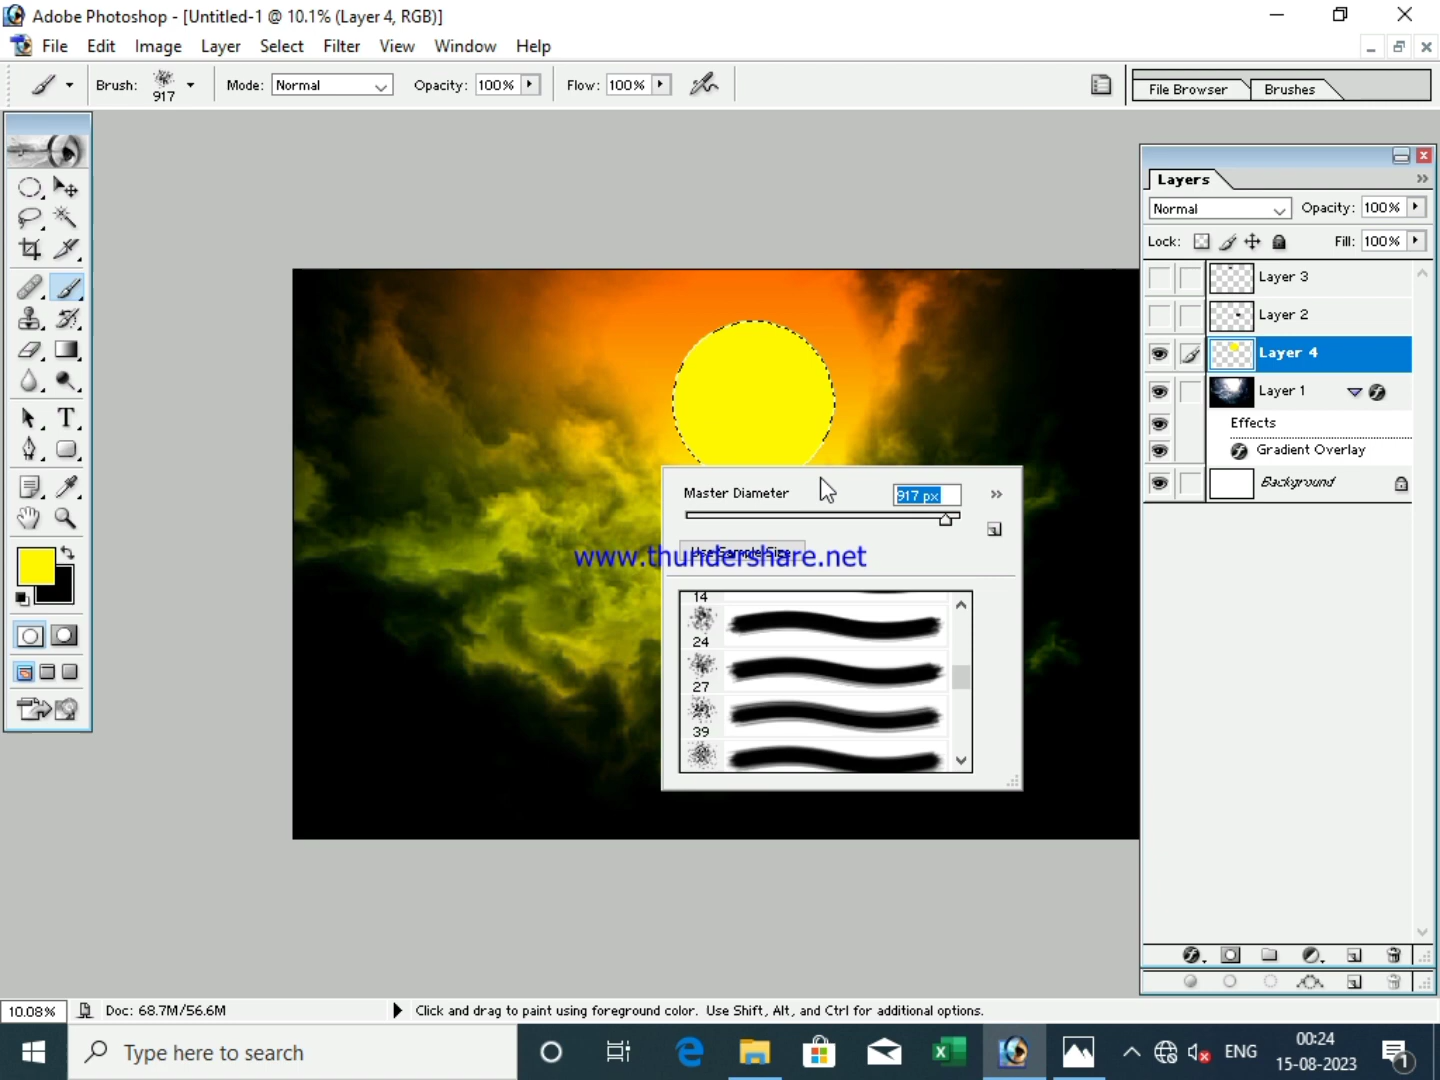 Adobe Photoshop - [Untitled-1 @ 10.1% (Layer 4, RGB)]
File Edit Image Layer Select Filter View Window Help
Brush: 917 Mode: Normal Opacity: 100% Flow: 100% File Browser Brushes
Layers
Normal Opacity: 100%
Lock: Fill: 100%
Layer 3
Layer 2
Layer 4
Layer 1
Effects
Gradient Overlay
Background
Master Diameter 917 px
Use Sample Size
www.thundershare.net
14
24
27
39
T
10.08% Doc: 68.7M/56.6M Click and drag to paint using foreground color. Use Shift, Alt, and Ctrl for additional options.
Type here to search
ENG
00:24
15-08-2023
1